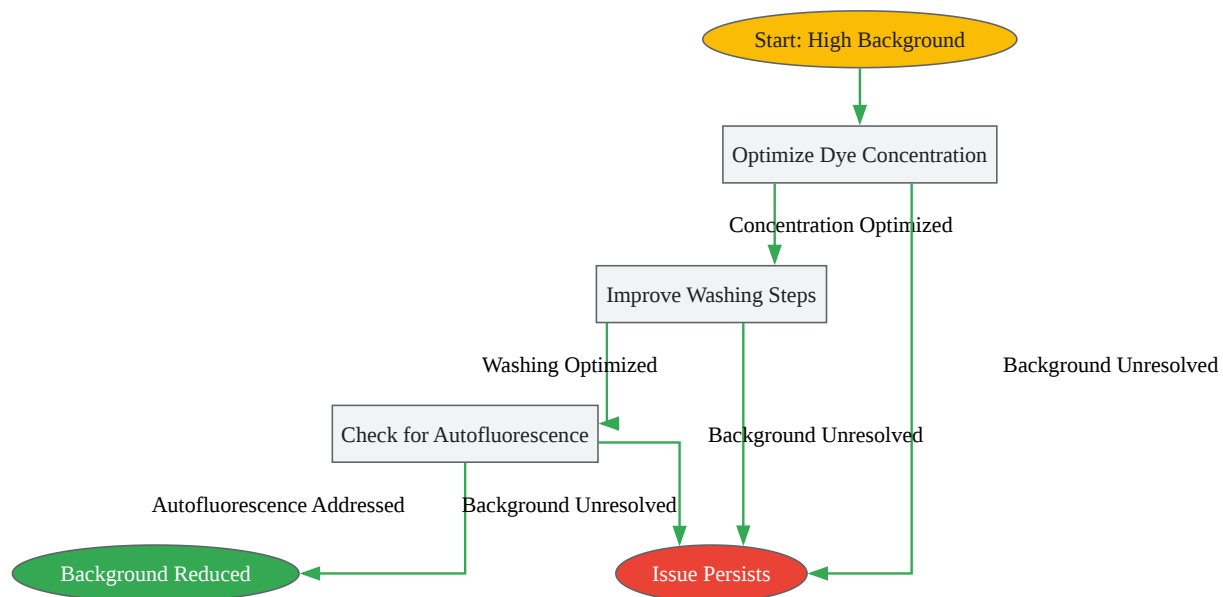 Start: High Background
Optimize Dye Concentration
Concentration Optimized
Improve Washing Steps
Washing Optimized
Background Unresolved
Check for Autofluorescence
Background Unresolved
Autofluorescence Addressed
Background Unresolved
Background Reduced
Issue Persists